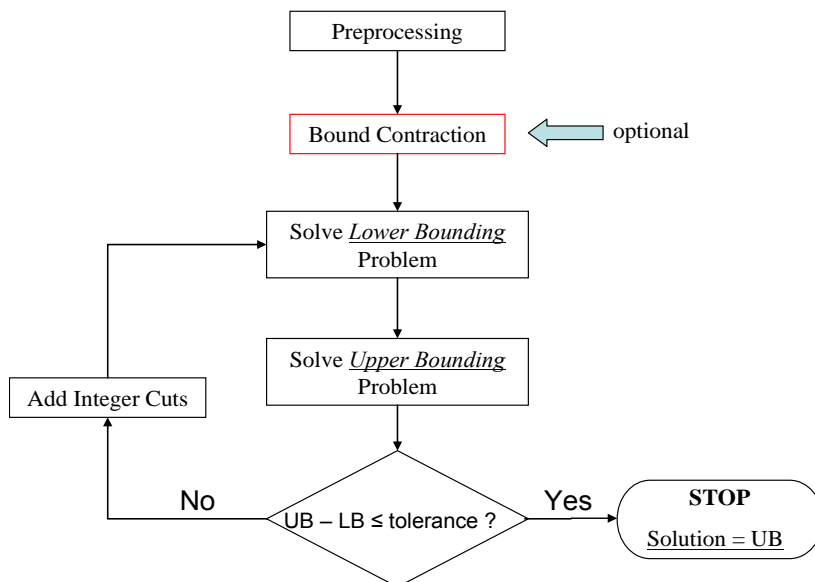 Preprocessing
Bound Contraction
optional
Solve Lower Bounding
Problem
Solve Upper Bounding
Problem
Add Integer Cuts
No
UB – LB ≤ tolerance ?
Yes
STOP
Solution = UB